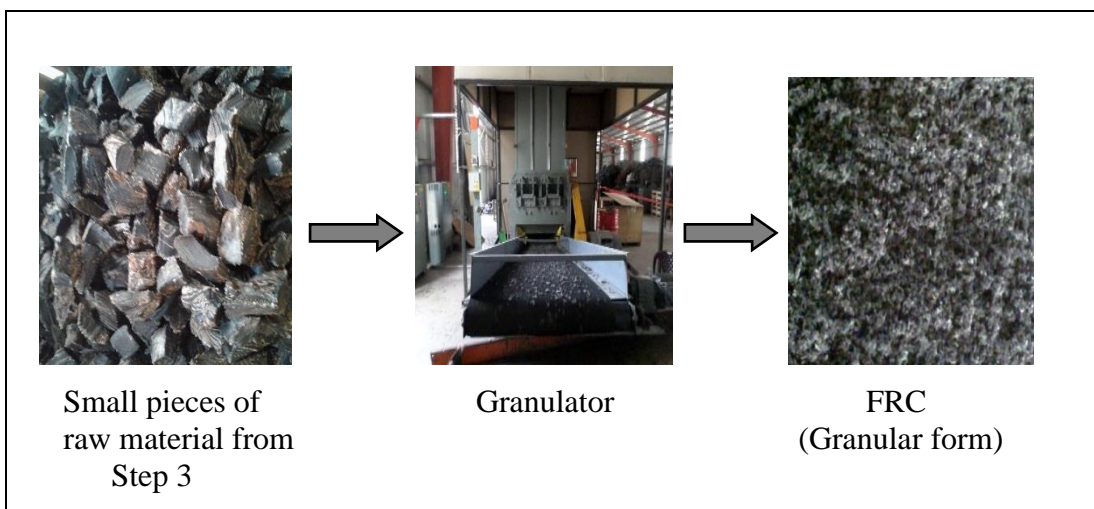 Small pieces of
raw material from
Step 3
Granulator
FRC
(Granular form)